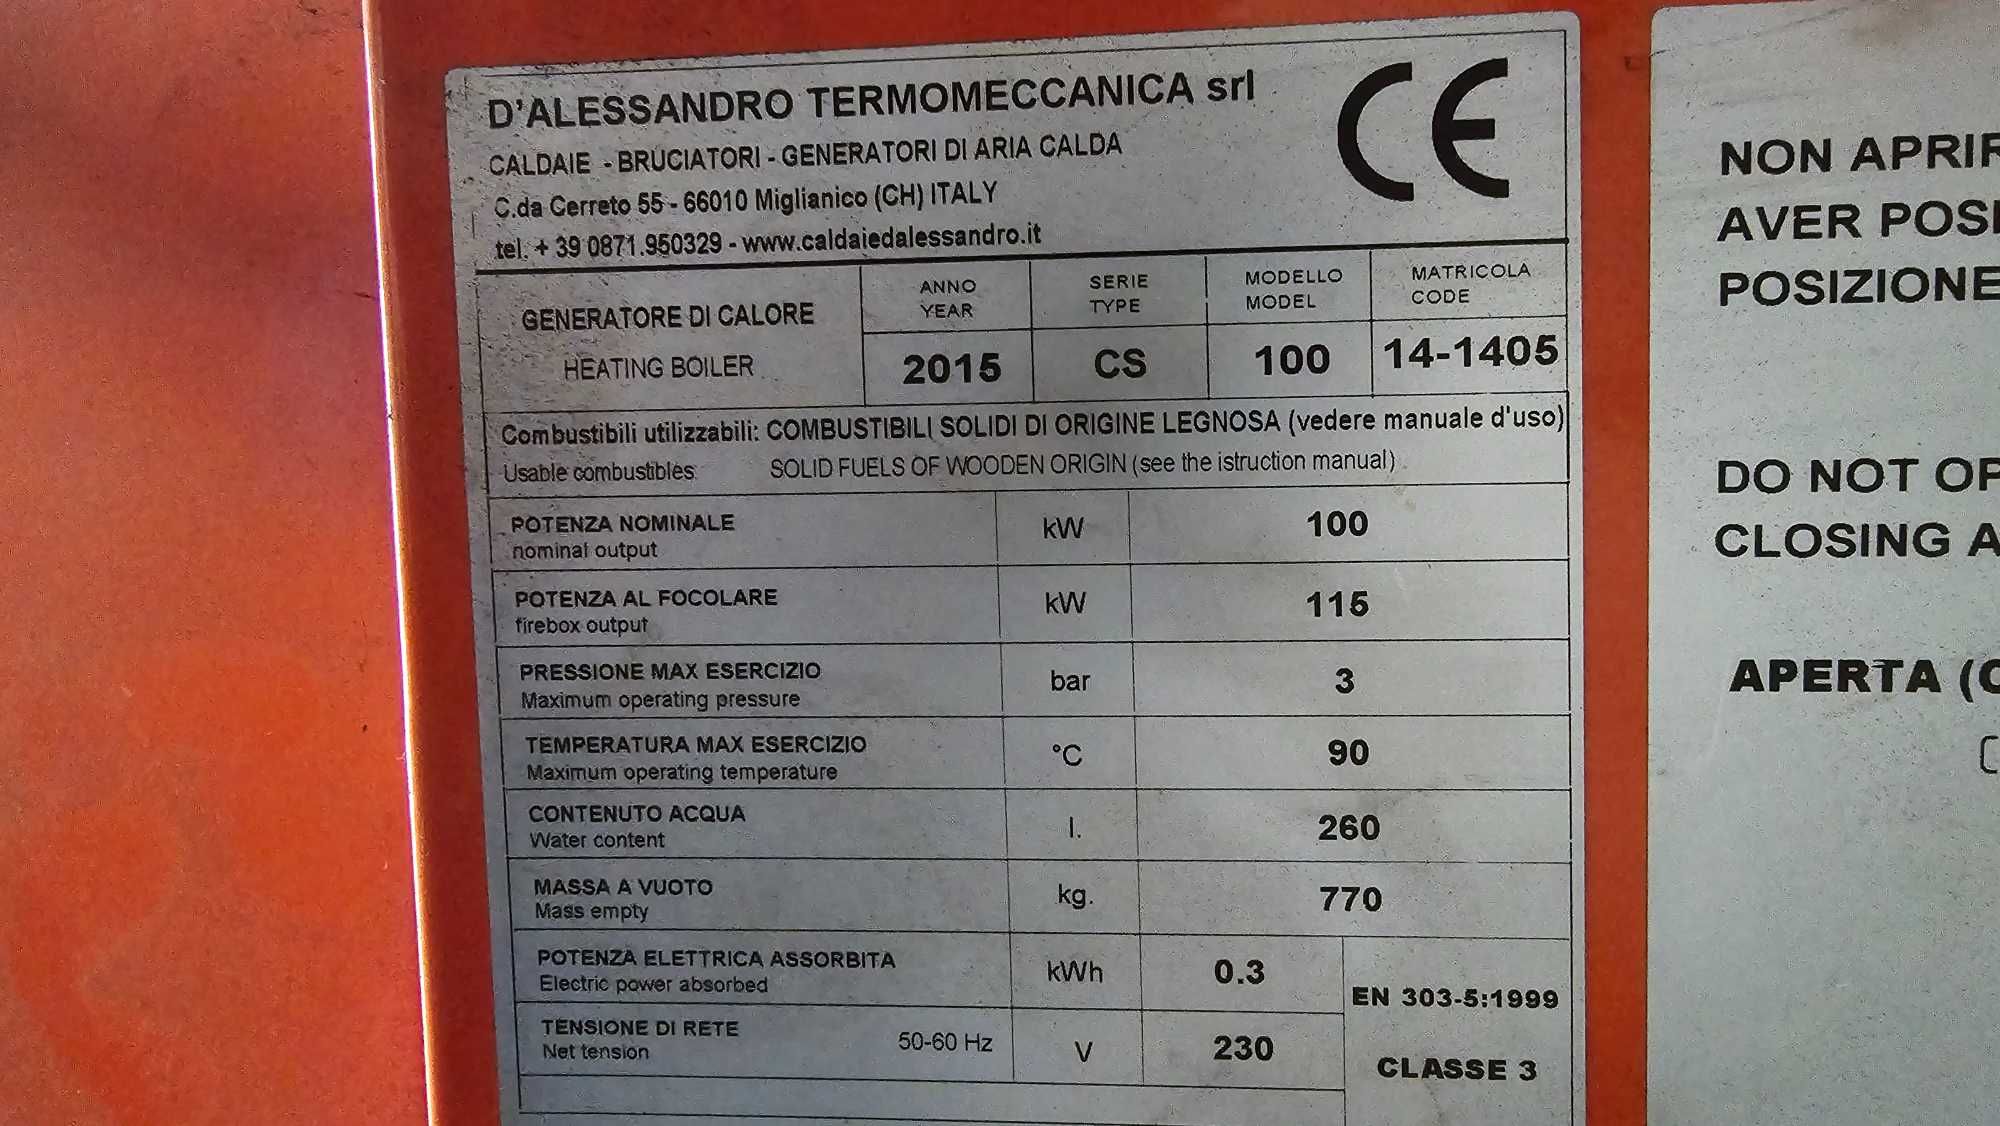 D'ALESSANDRO TERMOMECCANICA srl
CE
CALDAIE - BRUCIATORI - GENERATORI DI ARIA CALDA
C.da Cerreto 55 - 66010 Miglianico (CH) ITALY
tel. + 39 0871.950329 - www.caldaiedalessandro.it
GENERATORE DI CALORE
HEATING BOILER
ANNO
YEAR
2015
SERIE
TYPE
CS
MODELLO
MODEL
100
MATRICOLA
CODE
14-1405
Combustibili utilizzabili: COMBUSTIBILI SOLIDI DI ORIGINE LEGNOSA (vedere manuale d'uso)
Usable combustibles: SOLID FUELS OF WOODEN ORIGIN (see the istruction manual)
POTENZA NOMINALE
nominal output
kW
100
POTENZA AL FOCOLARE
firebox output
kW
115
PRESSIONE MAX ESERCIZIO
Maximum operating pressure
bar
3
TEMPERATURA MAX ESERCIZIO
Maximum operating temperature
°C
90
CONTENUTO ACQUA
Water content
l.
260
MASSA A VUOTO
Mass empty
kg.
770
POTENZA ELETTRICA ASSORBITA
Electric power absorbed
kWh
0.3
TENSIONE DI RETE
Net tension
50-60 Hz
V
230
EN 303-5:1999
CLASSE 3
NON APRIR
AVER POSI
POSIZIONE
DO NOT OP
CLOSING A
APERTA (